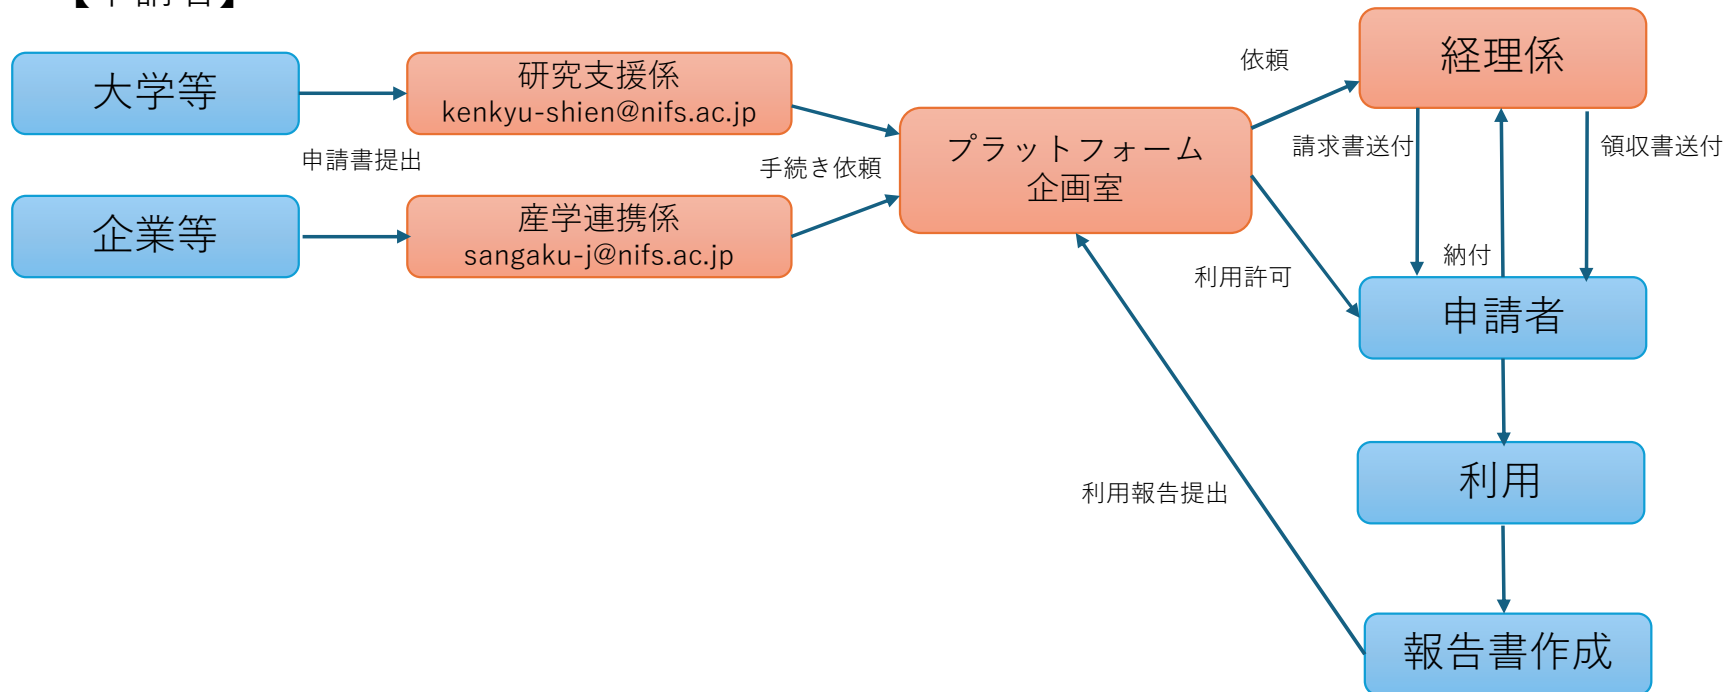 大学等
研究支援係
kenkyu-shien@nifs.ac.jp
申請書提出
企業等
産学連携係
sangaku-j@nifs.ac.jp
手続き依頼
プラットフォーム
企画室
依頼
経理係
請求書送付
領収書送付
納付
利用許可
申請者
利用
利用報告提出
報告書作成